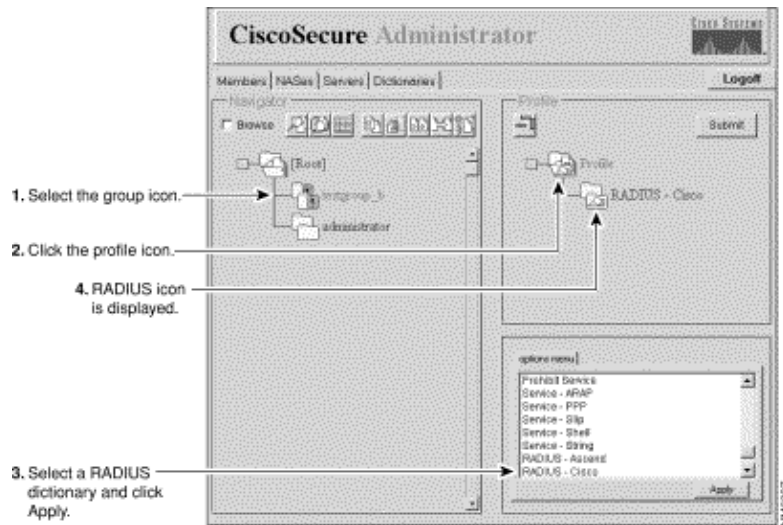 CiscoSecure Administrator
Cisco Systems
Members NASes Servers Dictionaries
Logoff
Navigator
Browse
[Root]
administrator
Profile
Submit
Profile
RADIUS - Cisco
1. Select the group icon.
2. Click the profile icon.
4. RADIUS icon
is displayed.
3. Select a RADIUS
dictionary and click
Apply.
options menu
Prohibit Service
Service - ARAP
Service - PPP
Service - Slip
Service - Shell
Service - String
RADIUS - Ascend
RADIUS - Cisco
Apply